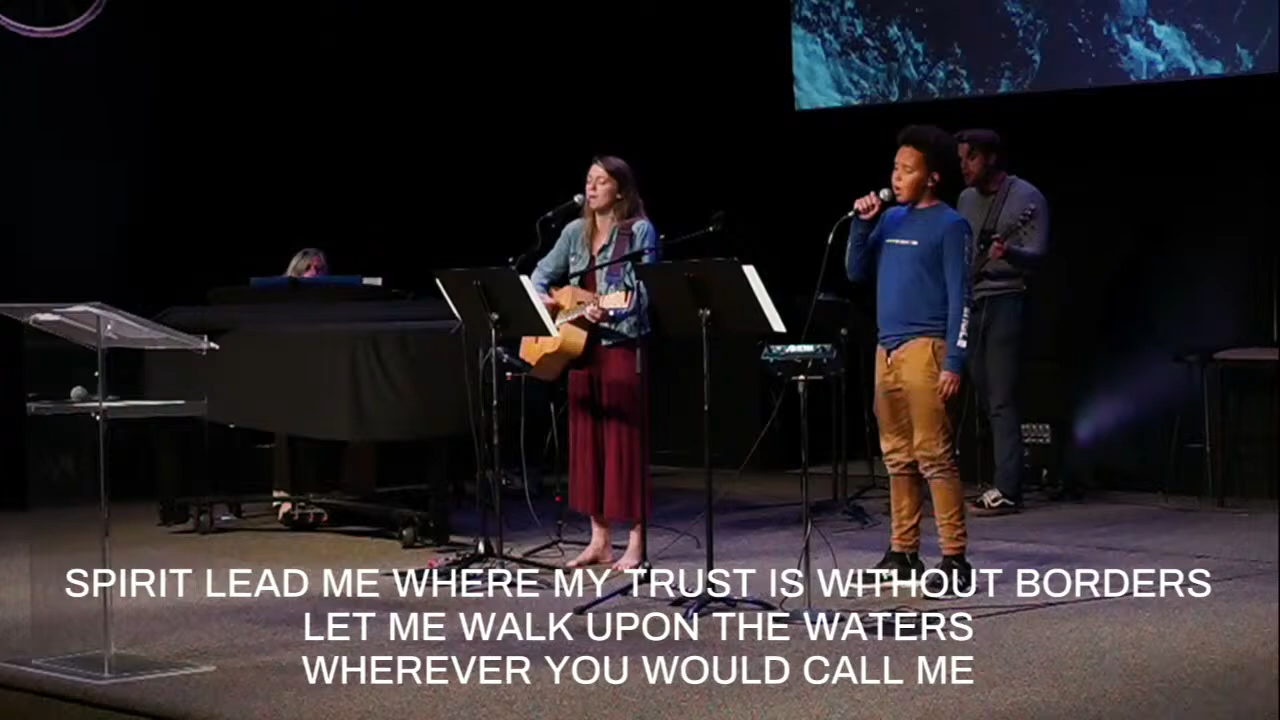 SPIRIT LEAD ME WHERE MY TRUST IS WITHOUT BORDERS
LET ME WALK UPON THE WATERS
WHEREVER YOU WOULD CALL ME